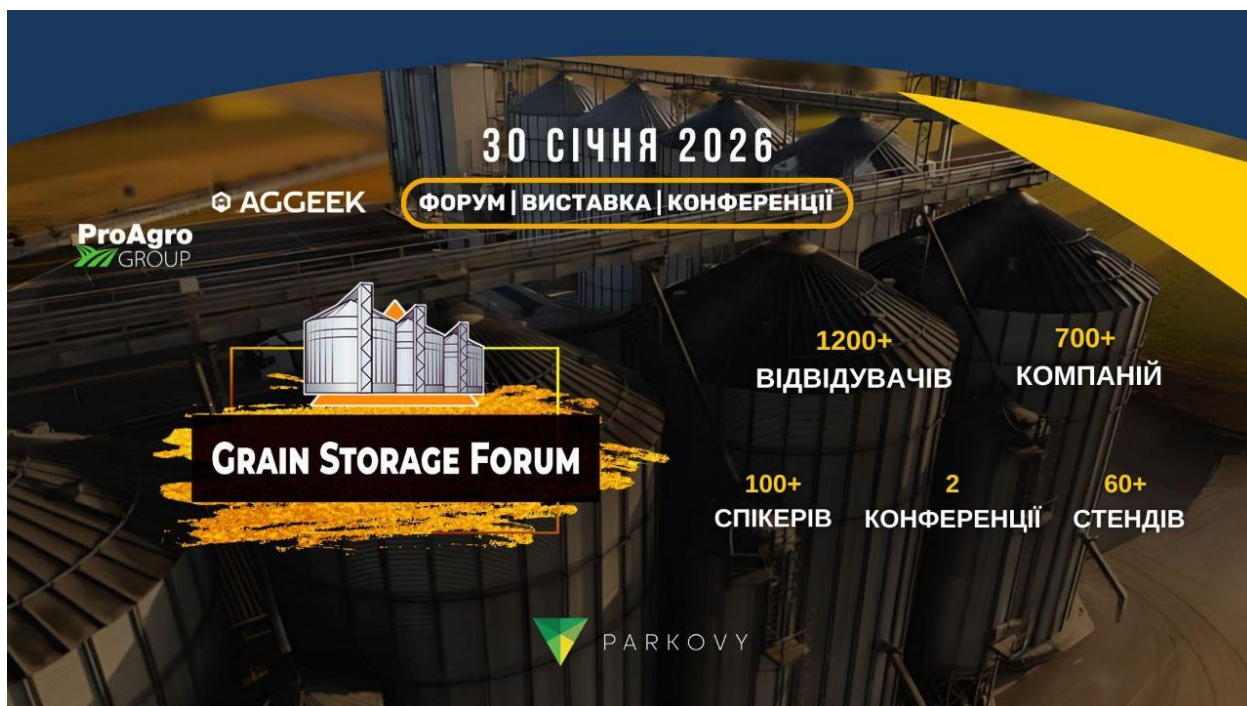 30 СІЧНЯ 2026
AGGEEK
ФОРУМ | ВИСТАВКА | КОНФЕРЕНЦІЇ
ProAgro
GROUP
GRAIN STORAGE FORUM
1200+
ВІДВІДУВАЧІВ
700+
КОМПАНІЙ
100+
СПІКЕРІВ
2
КОНФЕРЕНЦІЇ
60+
СТЕНДІВ
PARKOVY